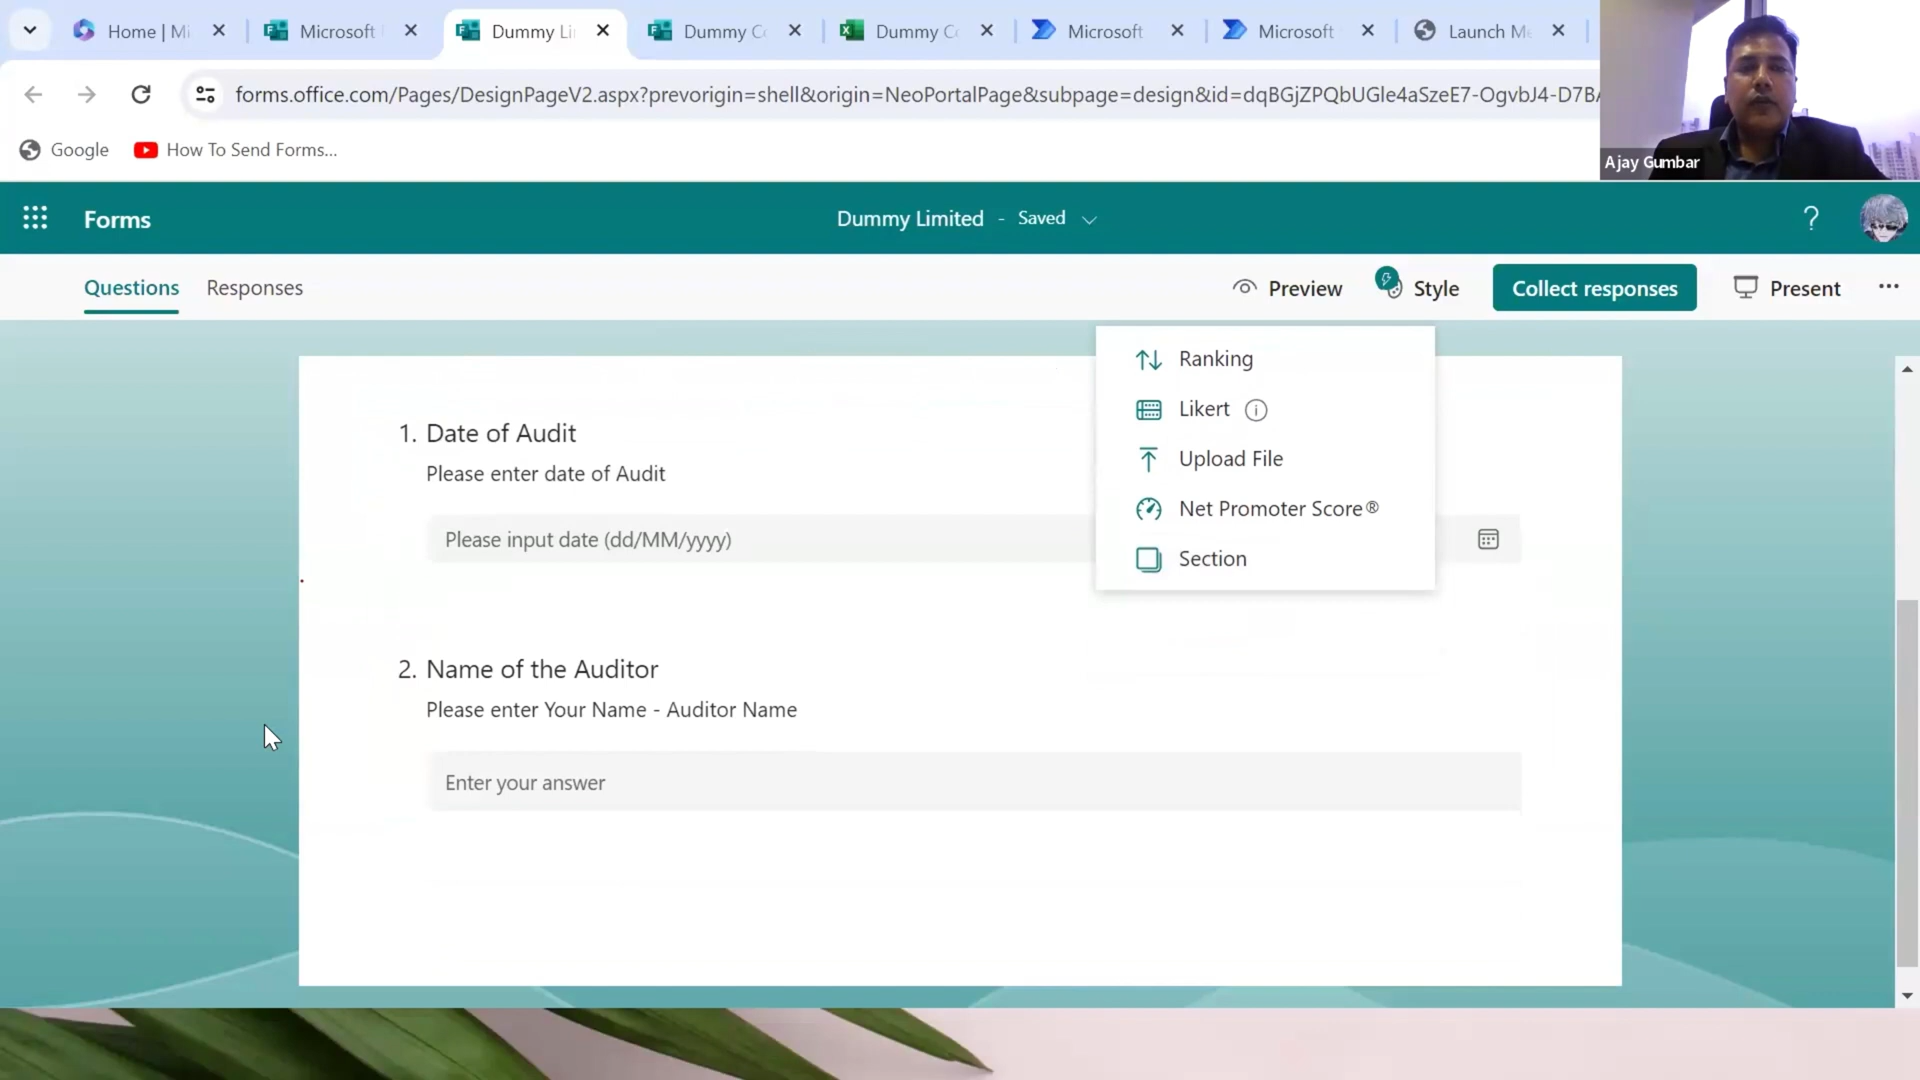 Home | Mi
Microsoft
Dummy Li
Dummy Co
Dummy Co
Microsoft
Microsoft
Launch Me
forms.office.com/Pages/DesignPageV2.aspx?prevorigin=shell&origin=NeoPortalPage&subpage=design&id=dqBGjZPQbUGle4aSzeE7-OgvbJ4-D7BA
Google
How To Send Forms...
Ajay Gumbar
Forms
Dummy Limited - Saved
?
Questions
Responses
Preview
Style
Collect responses
Present
Ranking
Likert
Upload File
Net Promoter Score®
Section
1. Date of Audit
Please enter date of Audit
Please input date (dd/MM/yyyy)
2. Name of the Auditor
Please enter Your Name - Auditor Name
Enter your answer